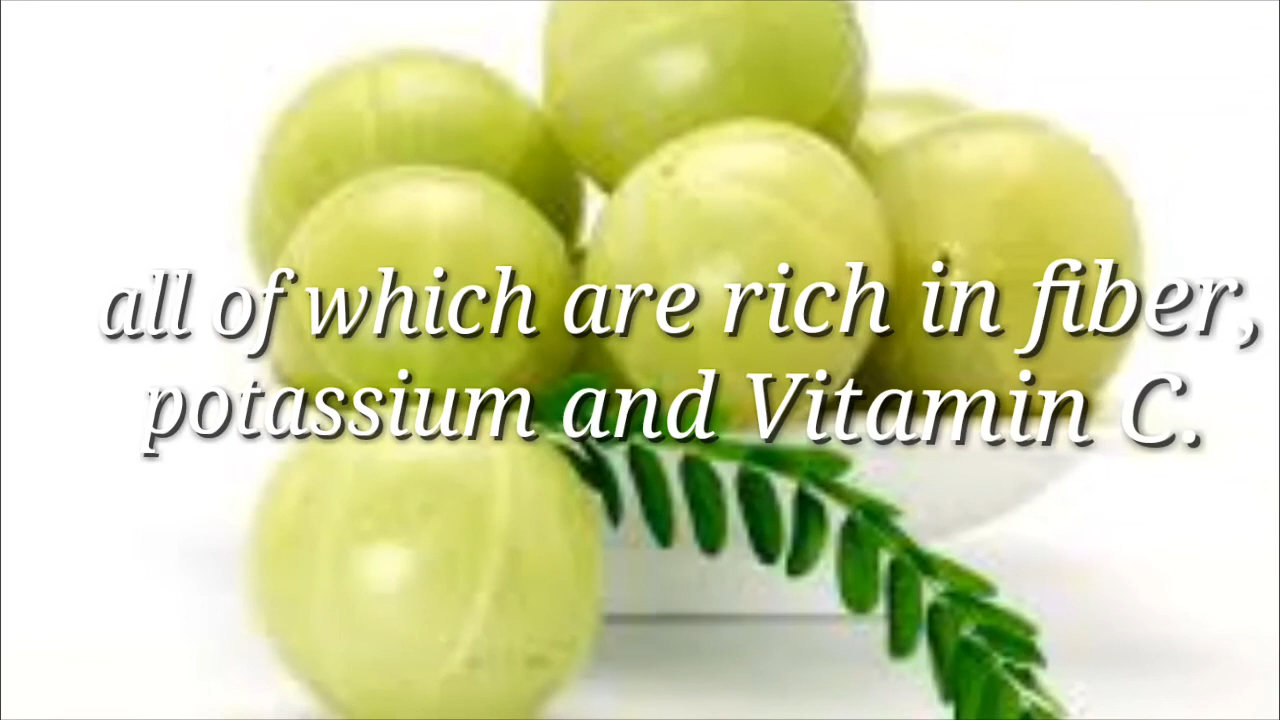 all of which are rich in fiber,
potassium and Vitamin C.